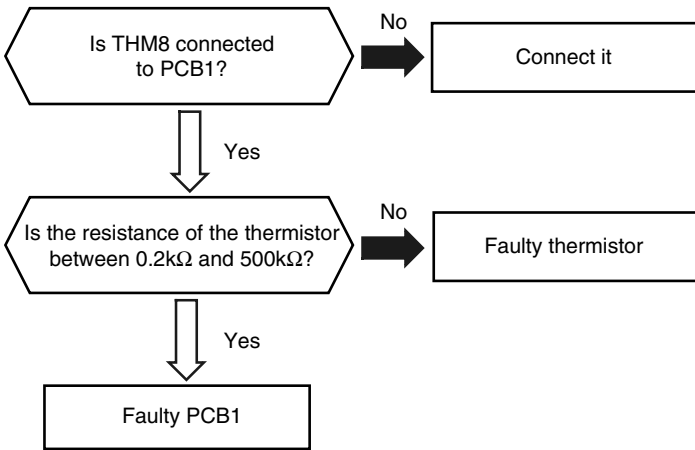 Is THM8 connected
to PCB1?
No
Connect it
Yes
Is the resistance of the thermistor
between 0.2kΩ and 500kΩ?
No
Faulty thermistor
Yes
Faulty PCB1